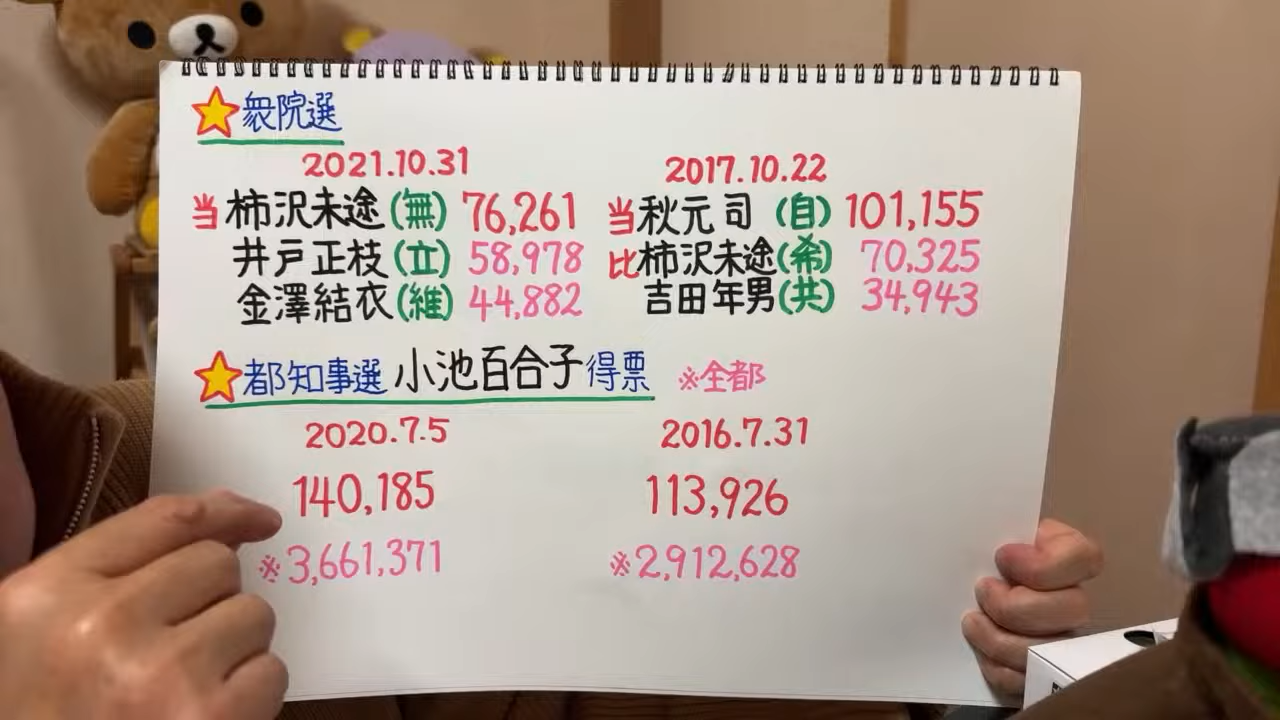 衆院選
2021.10.31
当 柿沢未途(無) 76,261
井戸正枝(立) 58,978
金澤結衣(維) 44,882
2017.10.22
当 秋元司(自) 101,155
比 柿沢未途(希) 70,325
吉田年男(共) 34,943
都知事選 小池百合子得票 ※全都
2020.7.5
140,185
※3,661,371
2016.7.31
113,926
※2,912,628